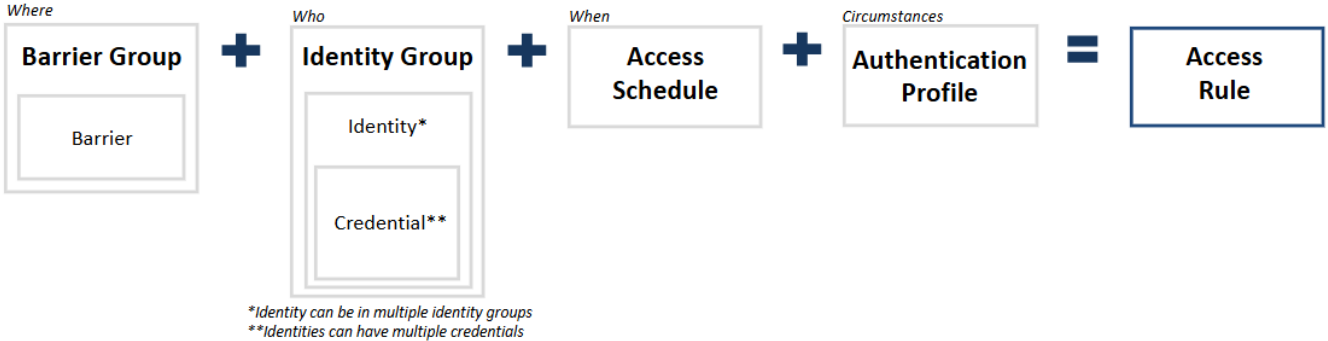 Where
Barrier Group
Barrier
Who
Identity Group
Identity*
Credential**
*Identity can be in multiple identity groups
**Identities can have multiple credentials
When
Access
Schedule
Circumstances
Authentication
Profile
Access
Rule